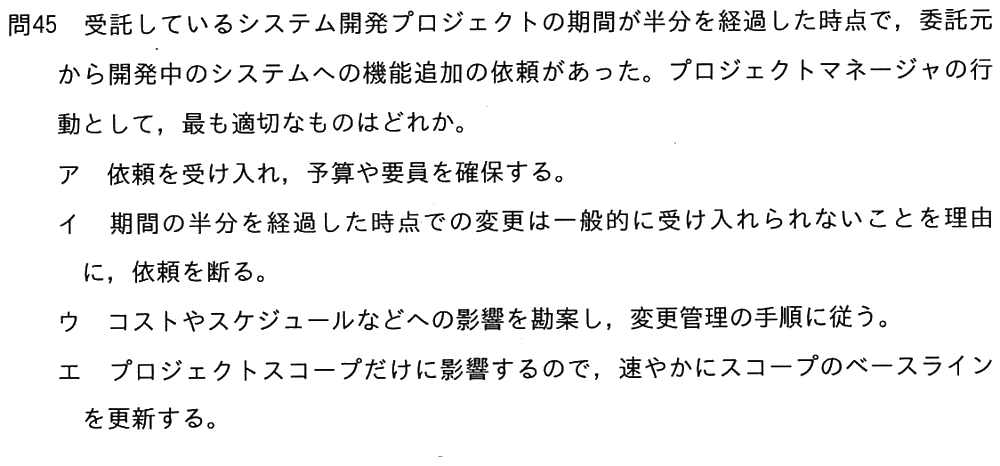 問45 受託しているシステム開発プロジェクトの期間が半分を経過した時点で，委託元
から開発中のシステムへの機能追加の依頼があった。プロジェクトマネージャの行
動として，最も適切なものはどれか。
ア 依頼を受け入れ，予算や要員を確保する。
イ 期間の半分を経過した時点での変更は一般的に受け入れられないことを理由
に，依頼を断る。
ウ コストやスケジュールなどへの影響を勘案し，変更管理の手順に従う。
エ プロジェクトスコープだけに影響するので，速やかにスコープのベースライン
を更新する。